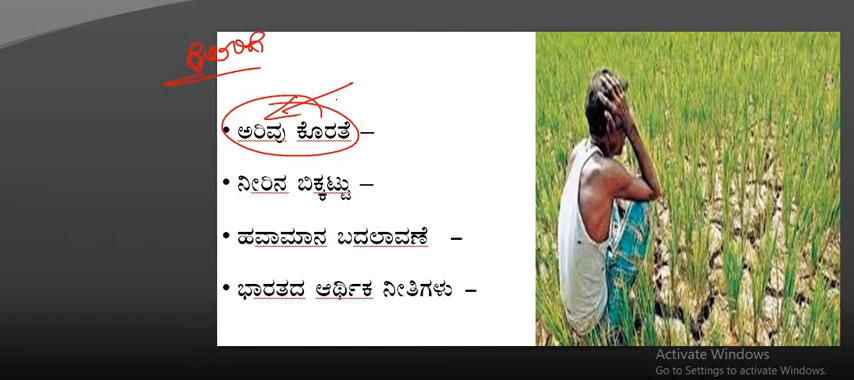 • ಅರಿವು ಕೊರತೆ –
• ನೀರಿನ ಬಿಕ್ಕಟ್ಟು –
• ಹವಾಮಾನ ಬದಲಾವಣೆ –
• ಭಾರತದ ಆರ್ಥಿಕ ನೀತಿಗಳು –
Activate Windows
Go to Settings to activate Windows.